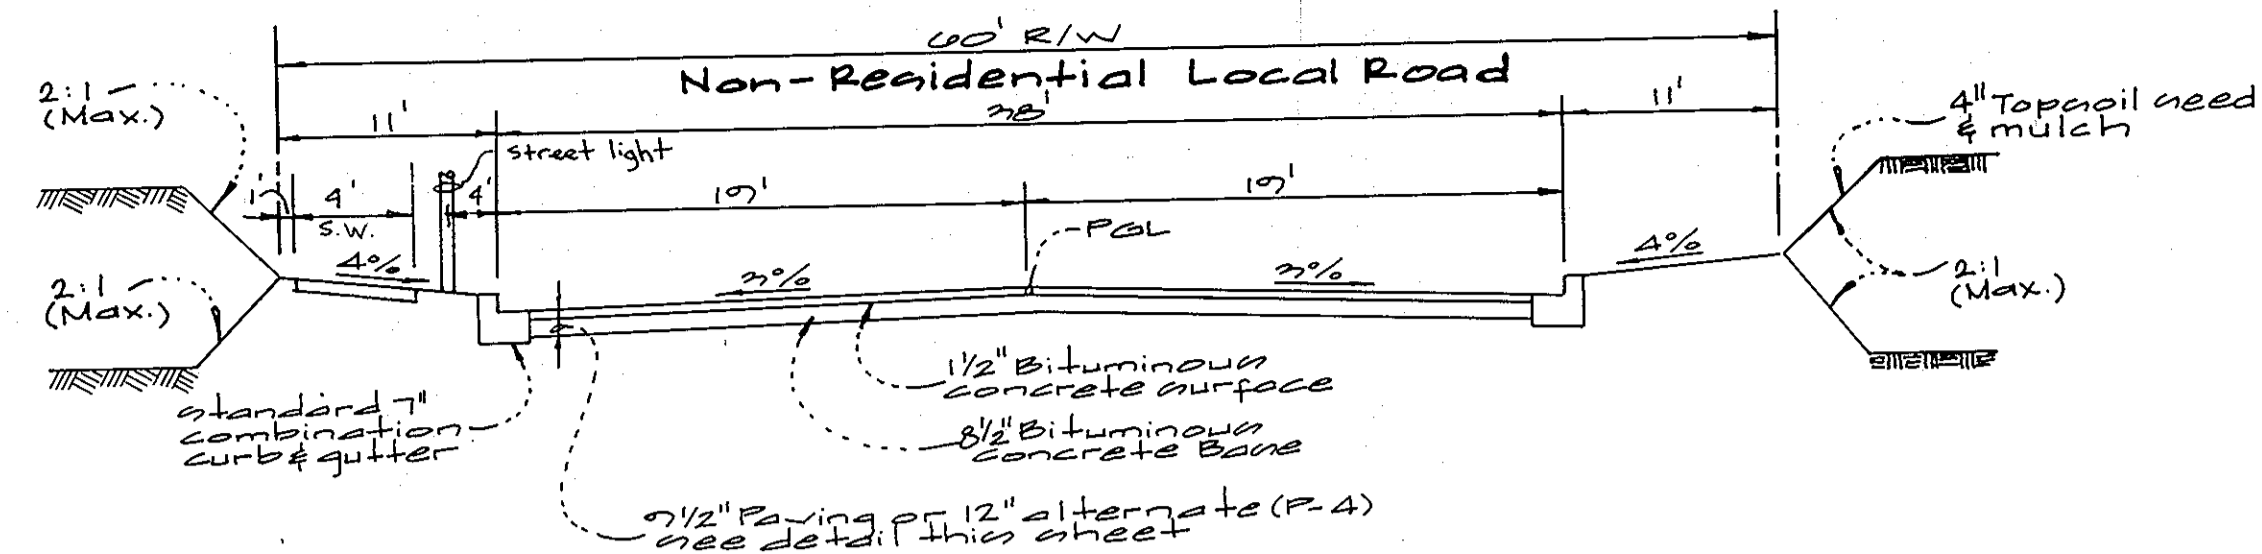 60' R/W
Non-Residential Local Road
2:1
(Max.)
11'
38'
11'
4" Topsoil seed
& mulch
street light
1'
4'
S.W.
4'
19'
19'
PGL
4%
3%
3%
4%
2:1
(Max.)
2:1
(Max.)
standard 7"
combination
curb & gutter
1 1/2" Bituminous
concrete surface
8 1/2" Bituminous
concrete Base
9 1/2" Paving or 12" alternate (P-4)
see detail this sheet